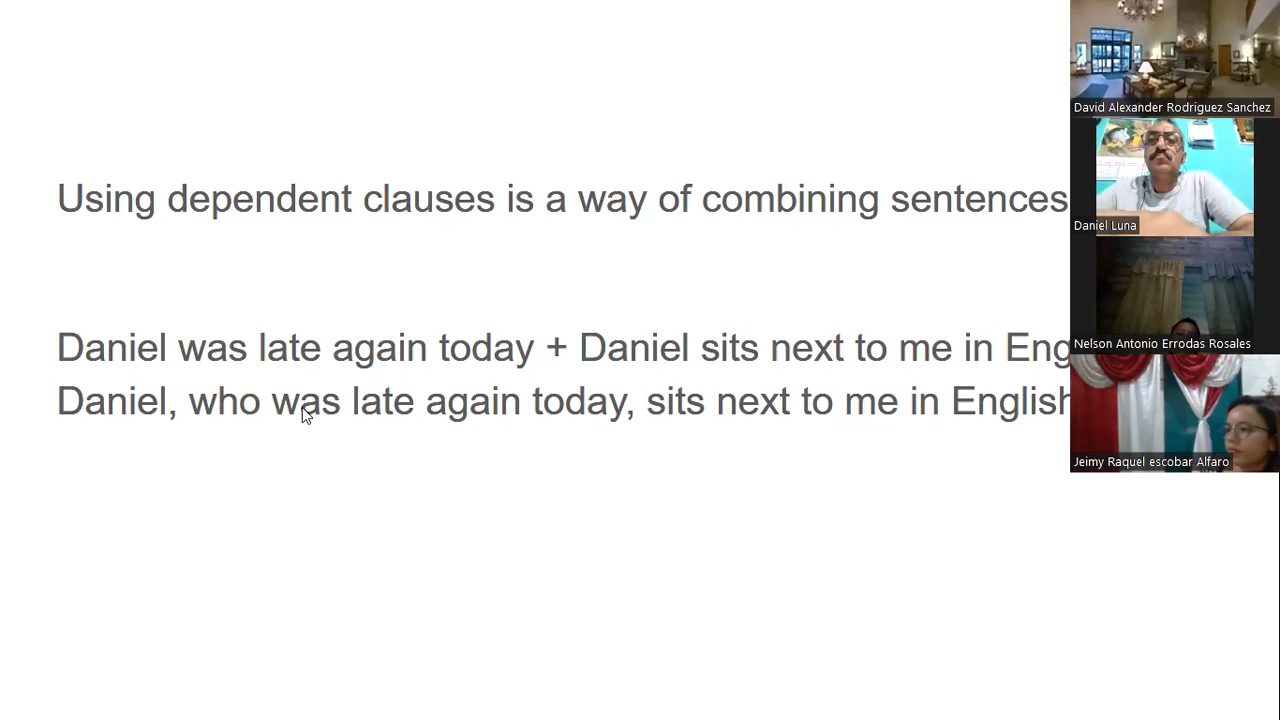 Using dependent clauses is a way of combining sentences
Daniel was late again today + Daniel sits next to me in
Daniel, who was late again today, sits next to me in English
David Alexander Rodriguez Sanchez
Daniel Luna
Nelson Antonio Errodas Rosales
Jeimy Raquel escobar Alfaro